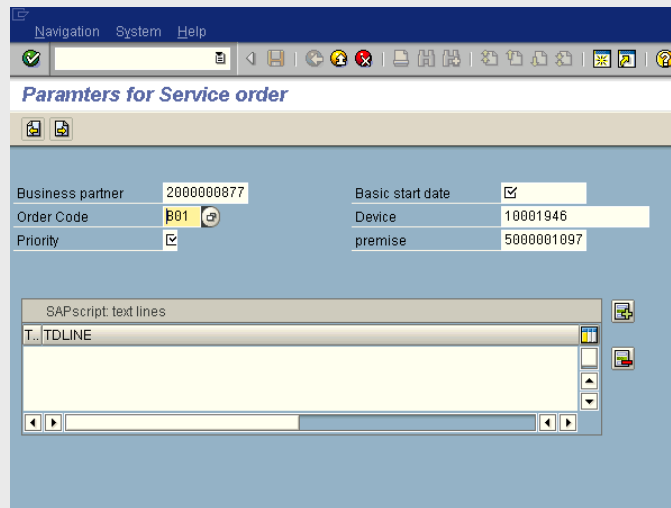 Navigation System Help
Paramters for Service order
Business partner 2000000877 Basic start date
Order Code B01 Device 10001946
Priority premise 5000001097
SAPscript: text lines
T.. TDLINE